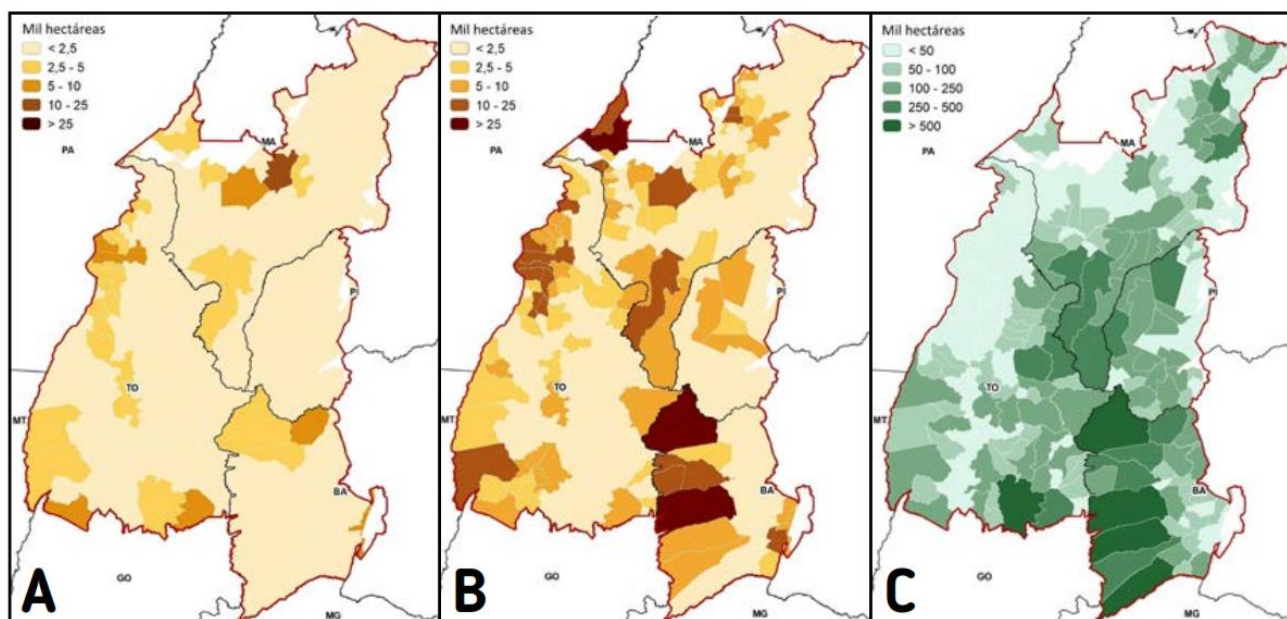 Mil hectáreas
< 2,5
2,5 - 5
5 - 10
10 - 25
> 25
PA
MA
PI
TO
MT
BA
GO
MG
A
Mil hectáreas
< 2,5
2,5 - 5
5 - 10
10 - 25
> 25
PA
MA
PI
TO
MT
BA
GO
MG
B
Mil hectáreas
< 50
50 - 100
100 - 250
250 - 500
> 500
PA
MA
PI
TO
MT
BA
GO
MG
C